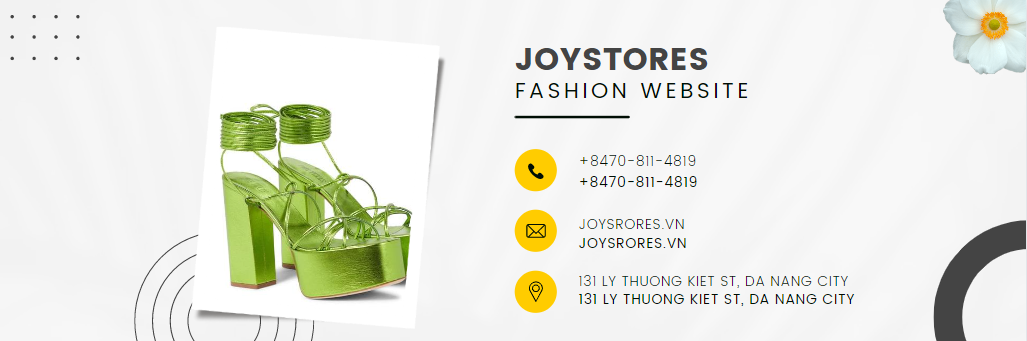 JOYSTORES
FASHION WEBSITE
+8470-811-4819
+8470-811-4819
JOYSRORES.VN
JOYSRORES.VN
131 LY THUONG KIET ST, DA NANG CITY
131 LY THUONG KIET ST, DA NANG CITY